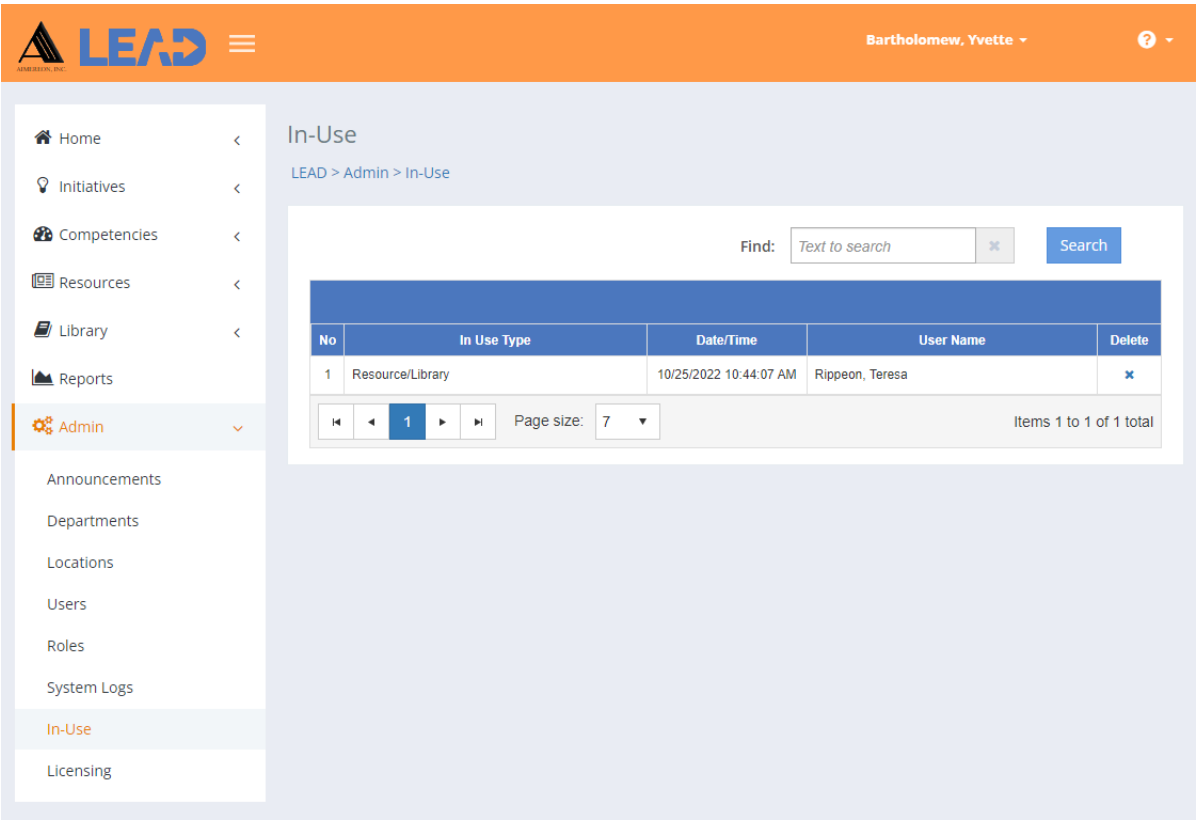 LEAD
AIMEREON, INC.
Bartholomew, Yvette
?
Home
Initiatives
Competencies
Resources
Library
Reports
Admin
Announcements
Departments
Locations
Users
Roles
System Logs
In-Use
Licensing
In-Use
LEAD > Admin > In-Use
Find: Text to search Search
No In Use Type Date/Time User Name Delete
1 Resource/Library 10/25/2022 10:44:07 AM Rippeon, Teresa
1 Page size: 7 Items 1 to 1 of 1 total